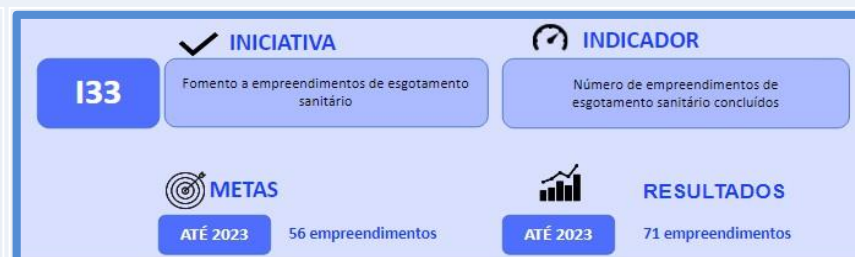 INICIATIVA
INDICADOR
I33
Fomento a empreendimentos de esgotamento
sanitário
Número de empreendimentos de
esgotamento sanitário concluídos
METAS
RESULTADOS
ATÉ 2023
56 empreendimentos
ATÉ 2023
71 empreendimentos